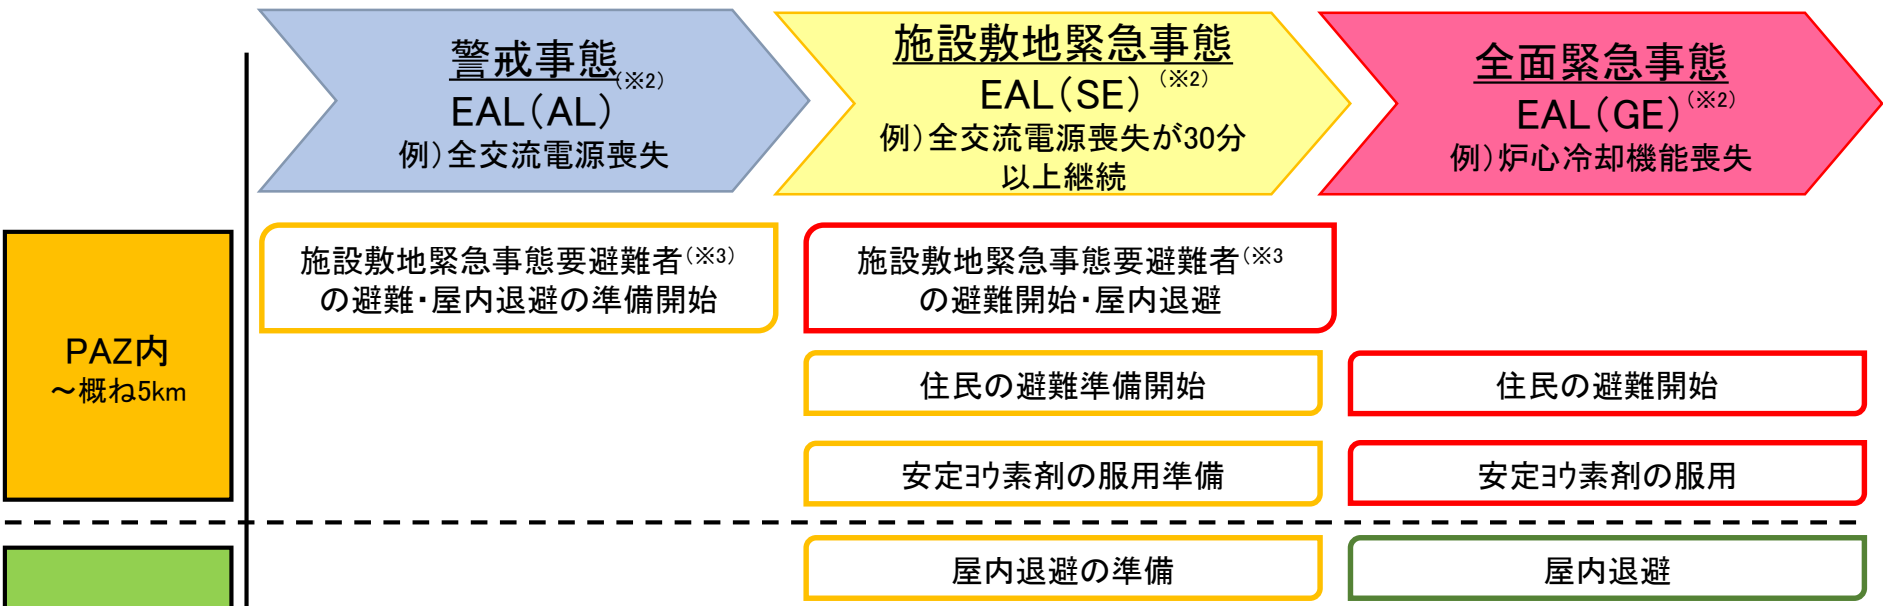 警戒事態(※2)
EAL(AL)
例)全交流電源喪失
施設敷地緊急事態
EAL(SE)(※2)
例)全交流電源喪失が30分
以上継続
全面緊急事態
EAL(GE)(※2)
例)炉心冷却機能喪失
PAZ内
～概ね5km
施設敷地緊急事態要避難者(※3)
の避難・屋内退避の準備開始
施設敷地緊急事態要避難者(※3
の避難開始・屋内退避
住民の避難準備開始
住民の避難開始
安定ﾖｳ素剤の服用準備
安定ﾖｳ素剤の服用
屋内退避の準備
屋内退避